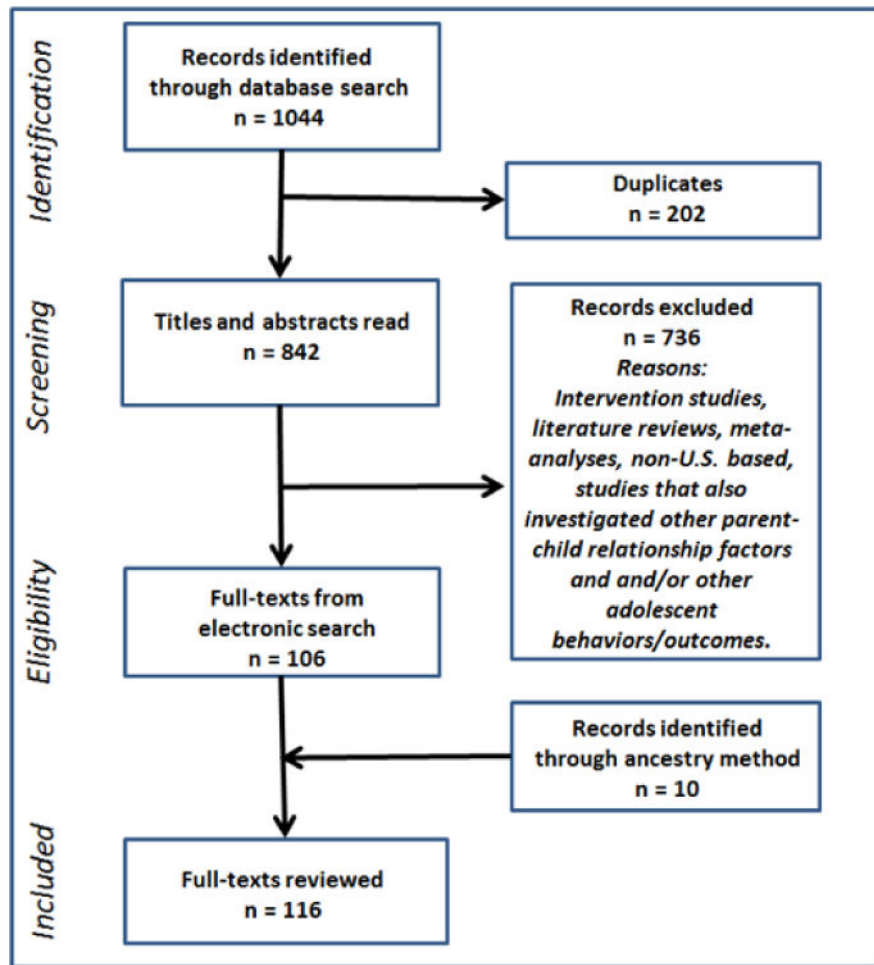 Identification
Records identified
through database search
n = 1044
Duplicates
n = 202
Screening
Titles and abstracts read
n = 842
Records excluded
n = 736
Reasons:
Intervention studies,
literature reviews, meta-
analyses, non-U.S. based,
studies that also
investigated other parent-
child relationship factors
and and/or other
adolescent
behaviors/outcomes.
Eligibility
Full-texts from
electronic search
n = 106
Records identified
through ancestry method
n = 10
Included
Full-texts reviewed
n = 116